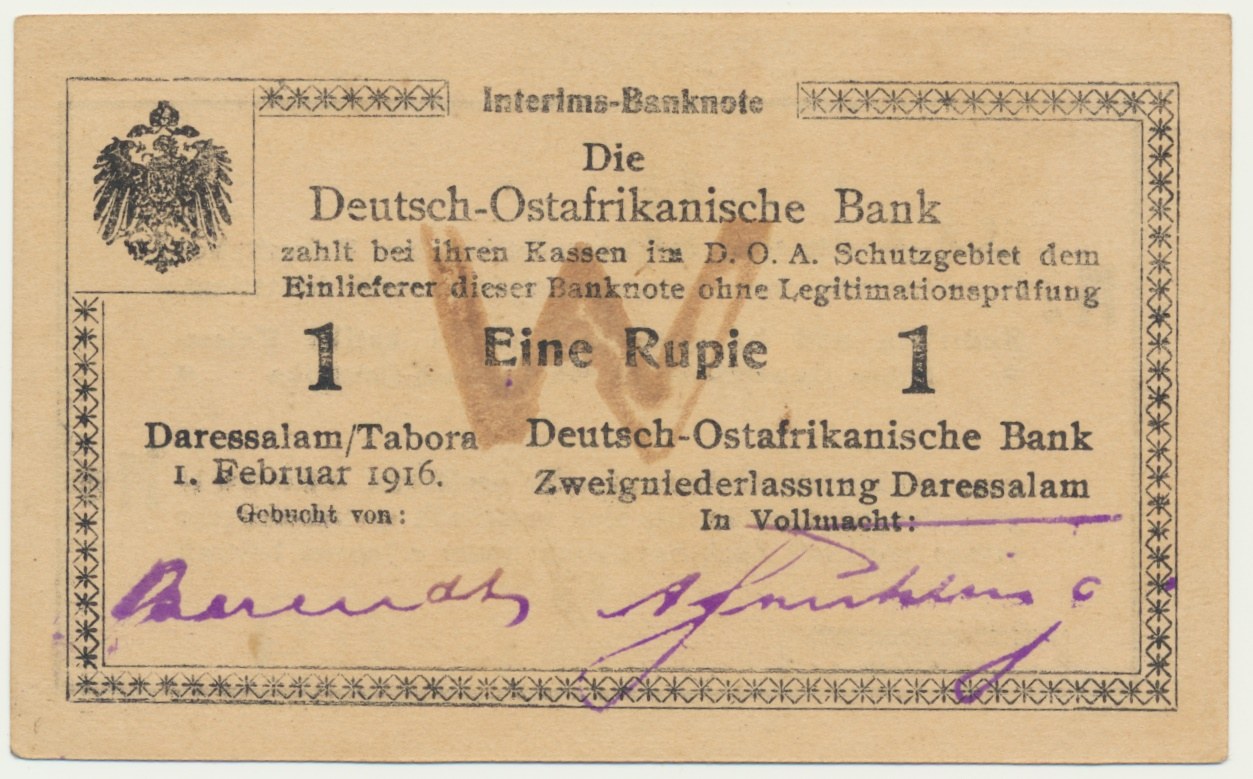 Interims-Banknote
Die
Deutsch-Ostafrikanische Bank
zahlt bei ihren Kassen im D. O. A. Schutzgebiet dem
Einlieferer dieser Banknote ohne Legitimationsprüfung
1 Eine Rupie 1
W
Daressalam/Tabora
1. Februar 1916.
Gebucht von:
Deutsch-Ostafrikanische Bank
Zweigniederlassung Daressalam
In Vollmacht:
Berendt